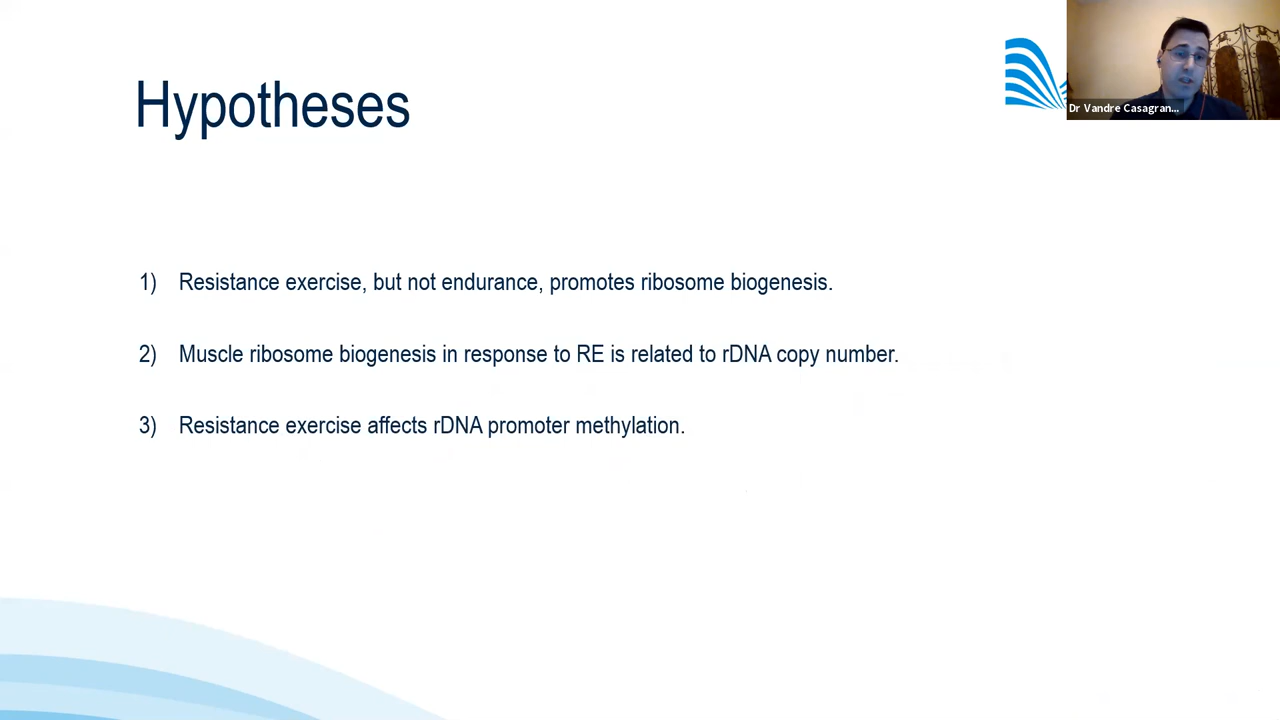 Hypotheses
Dr Vandre Casagran...
1) Resistance exercise, but not endurance, promotes ribosome biogenesis.
2) Muscle ribosome biogenesis in response to RE is related to rDNA copy number.
3) Resistance exercise affects rDNA promoter methylation.